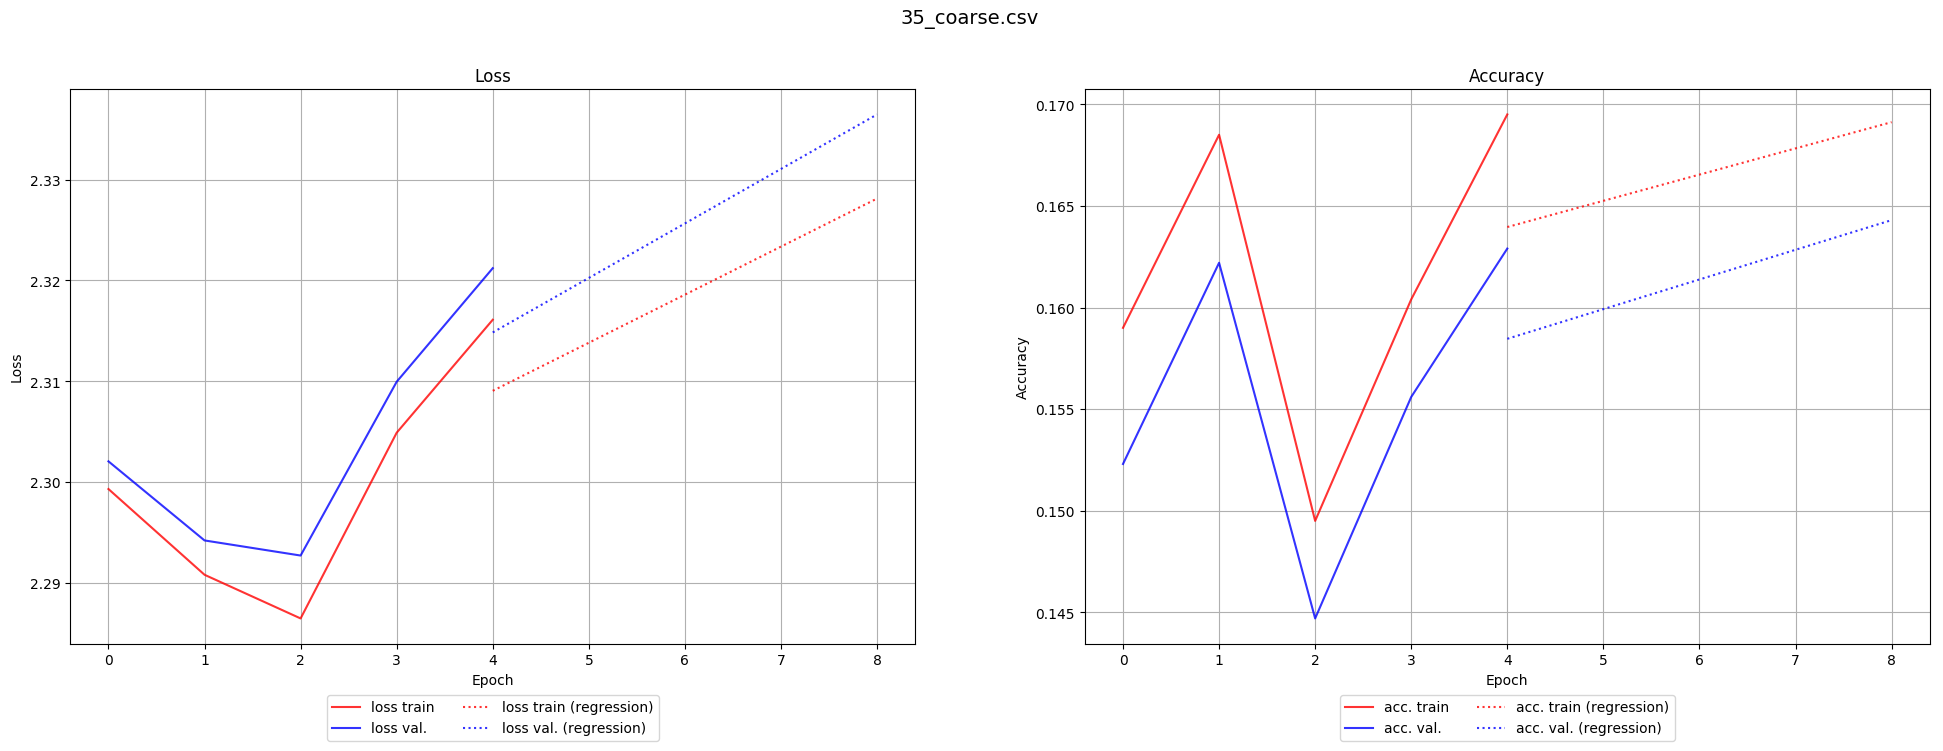 35_coarse.csv
Loss
Loss
2.33
2.32
2.31
2.30
2.29
0 1 2 3 4 5 6 7 8
Epoch
loss train loss train (regression)
loss val. loss val. (regression)
Accuracy
Accuracy
0.170
0.165
0.160
0.155
0.150
0.145
0 1 2 3 4 5 6 7 8
Epoch
acc. train acc. train (regression)
acc. val. acc. val. (regression)